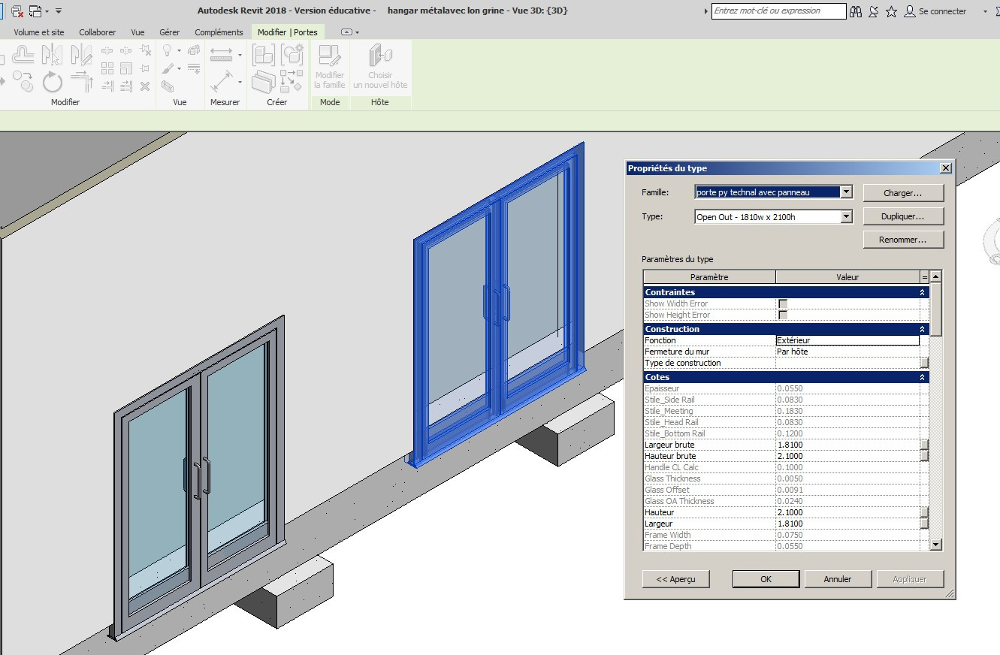 Autodesk Revit 2018 - Version éducative - hangar métalavec lon grine - Vue 3D: {3D}
Entrez mot-clé ou expression
Se connecter
Volume et site Collaborer Vue Gérer Compléments Modifier | Portes
Modifier
la famille
Choisir
un nouvel hôte
Modifier Vue Mesurer Créer Mode Hôte
Propriétés du type
Famille: porte py technal avec panneau Charger...
Type: Open Out - 1810w x 2100h Dupliquer...
Renommer...
Paramètres du type
Paramètre Valeur =
Contraintes
Show Width Error
Show Height Error
Construction
Fonction Extérieur
Fermeture du mur Par hôte
Type de construction
Cotes
Epaisseur 0.0550
Stile_Side Rail 0.0830
Stile_Meeting 0.1830
Stile_Head Rail 0.0830
Stile_Bottom Rail 0.1200
Largeur brute 1.8100
Hauteur brute 2.1000
Handle CL Calc 0.1000
Glass Thickness 0.0050
Glass Offset 0.0091
Glass OA Thickness 0.0240
Hauteur 2.1000
Largeur 1.8100
Frame Width 0.0750
Frame Depth 0.0550
<< Aperçu OK Annuler Appliquer